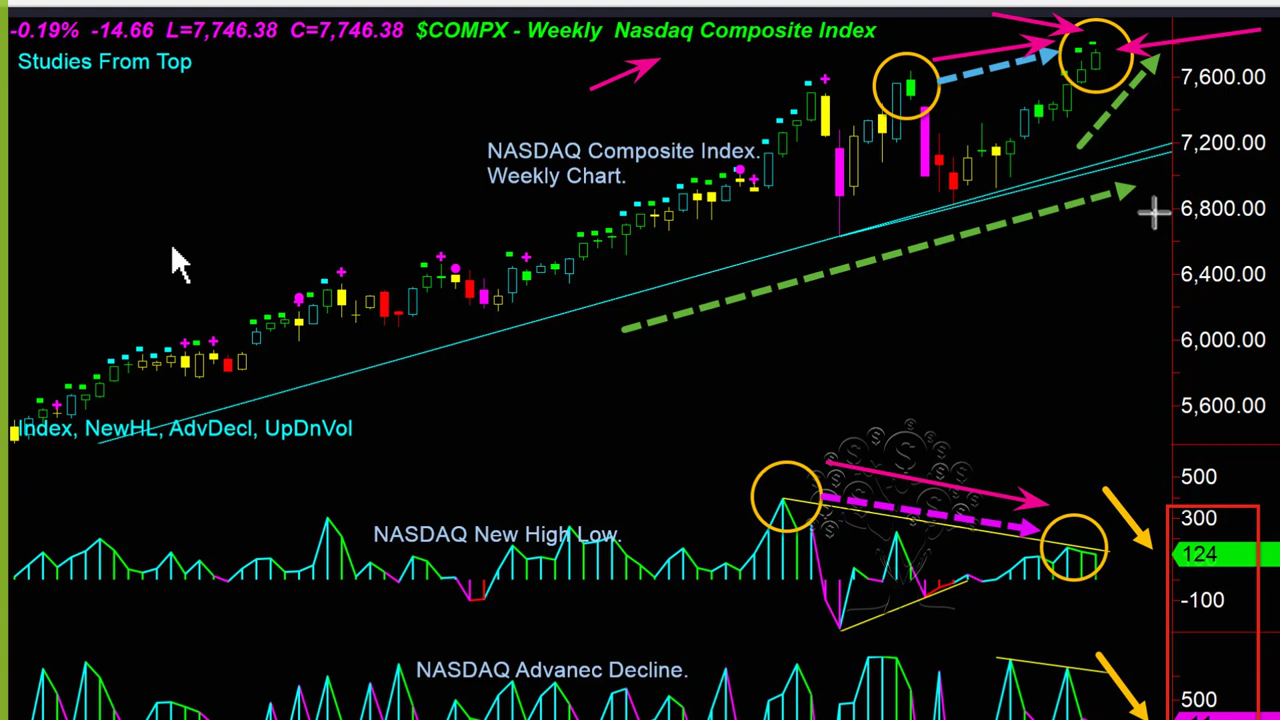 -0.19% -14.66 L=7,746.38 C=7,746.38 $COMPX - Weekly Nasdaq Composite Index
Studies From Top
7,600.00
NASDAQ Composite Index.
Weekly Chart.
7,200.00
6,800.00
6,400.00
6,000.00
5,600.00
Index, NewHL, AdvDecl, UpDnVol
500
300
NASDAQ New High Low.
124
-100
NASDAQ Advanec Decline.
500